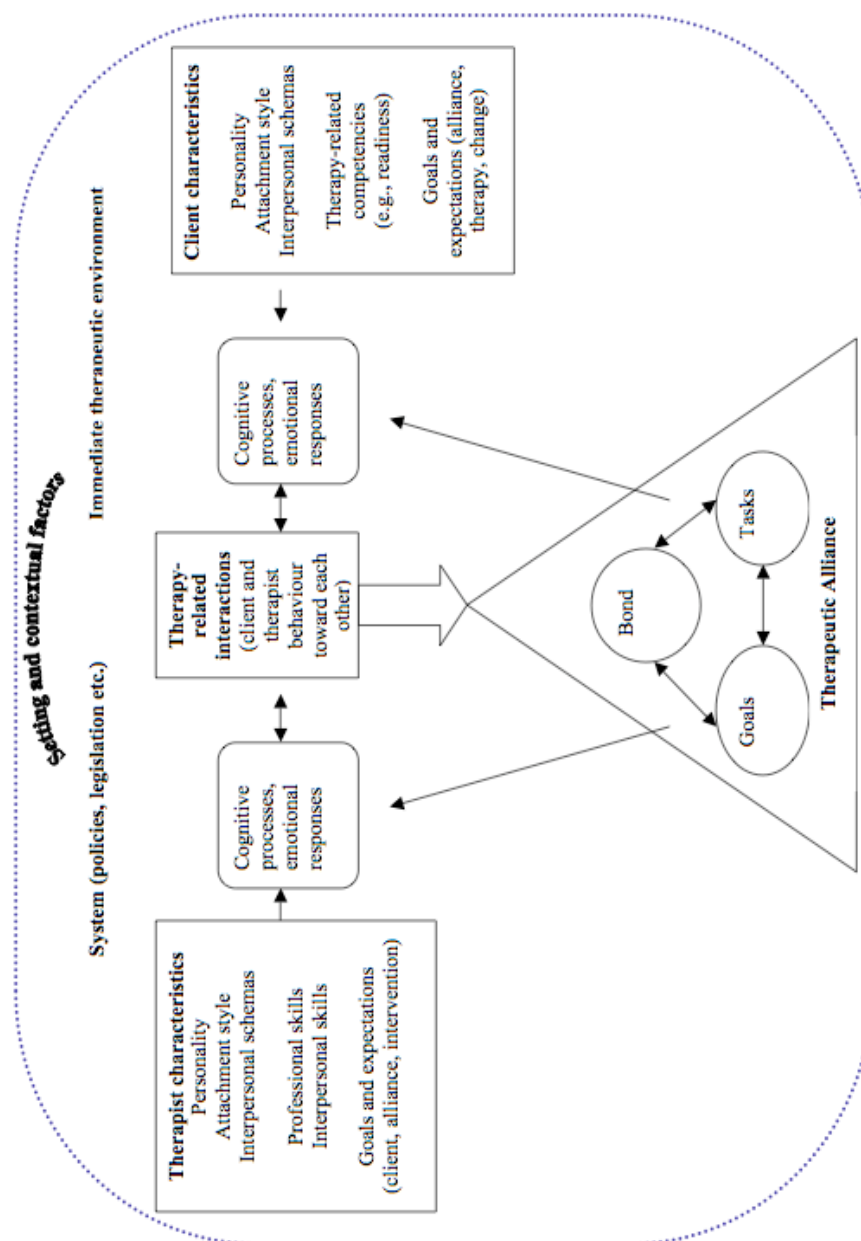 Setting and contextual factors
System (policies, legislation etc.)
Immediate therapeutic environment
Therapist characteristics
Personality
Attachment style
Interpersonal schemas
Professional skills
Interpersonal skills
Goals and expectations
(client, alliance, intervention)
Cognitive
processes,
emotional
responses
Therapy-
related
interactions
(client and
therapist
behaviour
toward each
other)
Cognitive
processes,
emotional
responses
Client characteristics
Personality
Attachment style
Interpersonal schemas
Therapy-related
competencies
(e.g., readiness)
Goals and
expectations (alliance,
therapy, change)
Bond
Goals
Tasks
Therapeutic Alliance